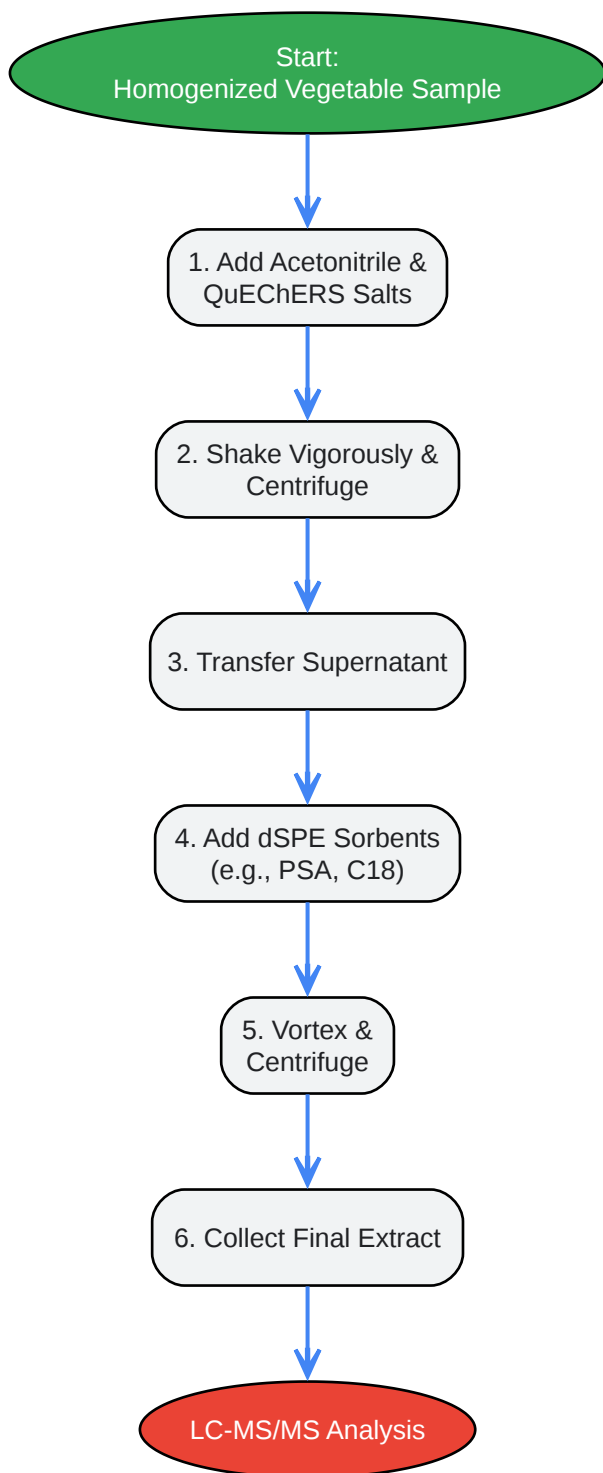 Start:
Homogenized Vegetable Sample
1. Add Acetonitrile &
QuEChERS Salts
2. Shake Vigorously &
Centrifuge
3. Transfer Supernatant
4. Add dSPE Sorbents
(e.g., PSA, C18)
5. Vortex &
Centrifuge
6. Collect Final Extract
LC-MS/MS Analysis